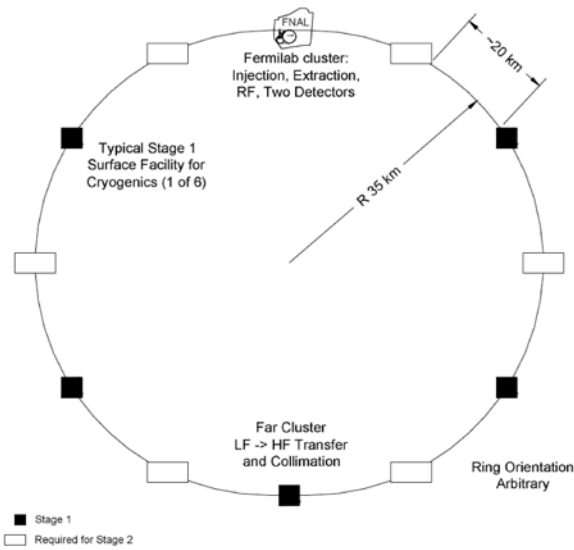 FNAL
Fermilab cluster:
Injection, Extraction,
RF, Two Detectors
~20 km
Typical Stage 1
Surface Facility for
Cryogenics (1 of 6)
R 35 km
Far Cluster
LF -> HF Transfer
and Collimation
Ring Orientation
Arbitrary
Stage 1
Required for Stage 2